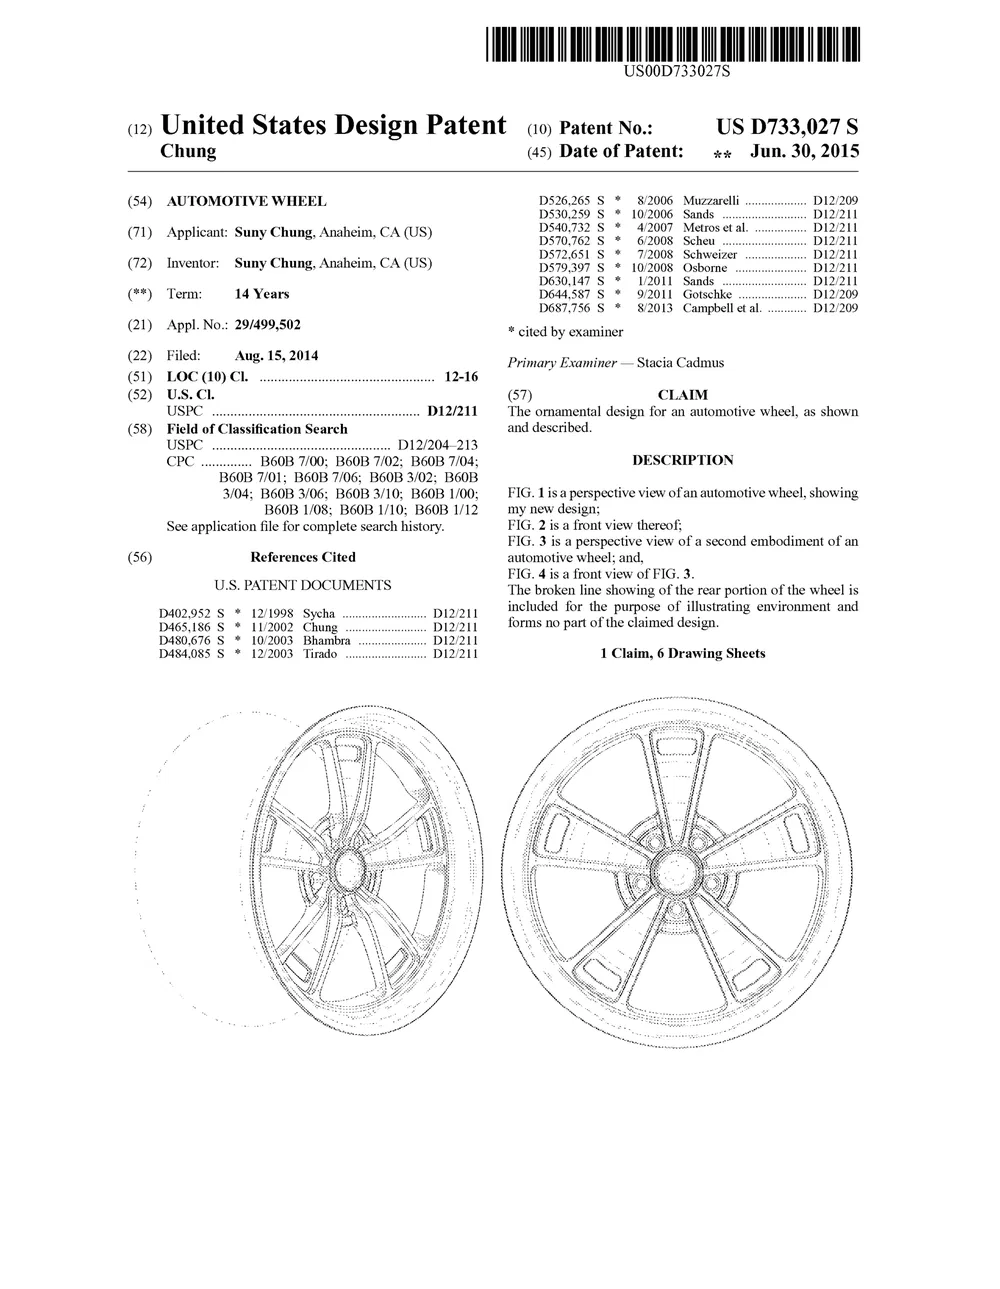 US00D733027S
(12) United States Design Patent
Chung
(10) Patent No.: US D733,027 S
(45) Date of Patent: ** Jun. 30, 2015
(54) AUTOMOTIVE WHEEL
(71) Applicant: Suny Chung, Anaheim, CA (US)
(72) Inventor: Suny Chung, Anaheim, CA (US)
(**) Term: 14 Years
(21) Appl. No.: 29/499,502
(22) Filed: Aug. 15, 2014
(51) LOC (10) Cl. ................................................ 12-16
(52) U.S. Cl.
USPC ......................................................... D12/211
(58) Field of Classification Search
USPC ................................................. D12/204–213
CPC .............. B60B 7/00; B60B 7/02; B60B 7/04;
B60B 7/01; B60B 7/06; B60B 3/02; B60B
3/04; B60B 3/06; B60B 3/10; B60B 1/00;
B60B 1/08; B60B 1/10; B60B 1/12
See application file for complete search history.
(56) References Cited
U.S. PATENT DOCUMENTS
D402,952 S * 12/1998 Sycha .......................... D12/211
D465,186 S * 11/2002 Chung ......................... D12/211
D480,676 S * 10/2003 Bhambra ..................... D12/211
D484,085 S * 12/2003 Tirado ......................... D12/211
D526,265 S * 8/2006 Muzzarelli ................... D12/209
D530,259 S * 10/2006 Sands .......................... D12/211
D540,732 S * 4/2007 Metros et al. ................ D12/211
D570,762 S * 6/2008 Scheu .......................... D12/211
D572,651 S * 7/2008 Schweizer .................... D12/211
D579,397 S * 10/2008 Osborne ...................... D12/211
D630,147 S * 1/2011 Sands .......................... D12/211
D644,587 S * 9/2011 Gotschke ..................... D12/209
D687,756 S * 8/2013 Campbell et al. ............ D12/209
* cited by examiner
Primary Examiner — Stacia Cadmus
(57) CLAIM
The ornamental design for an automotive wheel, as shown
and described.
DESCRIPTION
FIG. 1 is a perspective view of an automotive wheel, showing
my new design;
FIG. 2 is a front view thereof;
FIG. 3 is a perspective view of a second embodiment of an
automotive wheel; and,
FIG. 4 is a front view of FIG. 3.
The broken line showing of the rear portion of the wheel is
included for the purpose of illustrating environment and
forms no part of the claimed design.
1 Claim, 6 Drawing Sheets